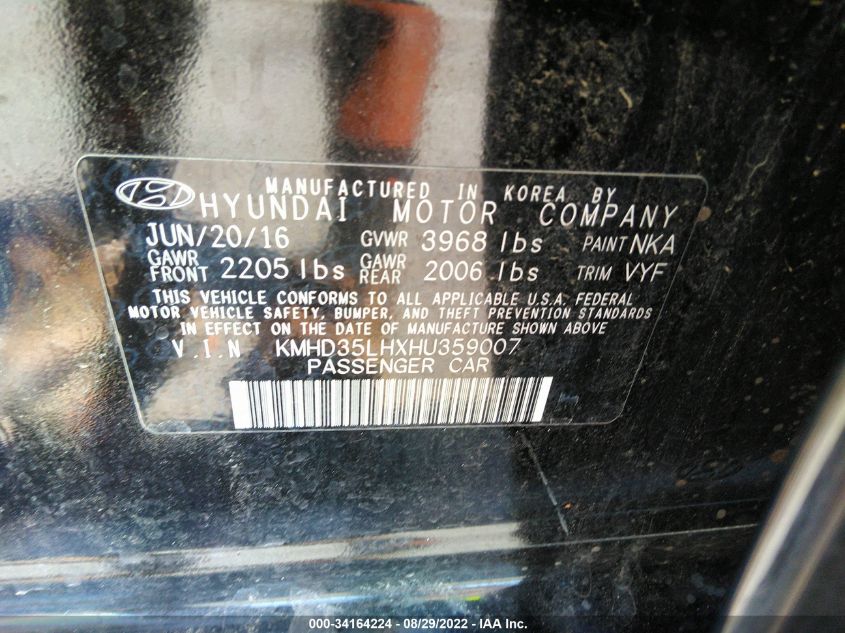 MANUFACTURED IN KOREA BY
HYUNDAI MOTOR COMPANY
JUN/20/16 GVWR 3968 lbs PAINT NKA
GAWR FRONT 2205 lbs GAWR REAR 2006 lbs TRIM VYF
THIS VEHICLE CONFORMS TO ALL APPLICABLE U.S.A. FEDERAL
MOTOR VEHICLE SAFETY, BUMPER, AND THEFT PREVENTION STANDARDS
IN EFFECT ON THE DATE OF MANUFACTURE SHOWN ABOVE
V.I.N KMHD35LHXHU359007
PASSENGER CAR
000-34164224 - 08/29/2022 - IAA Inc.